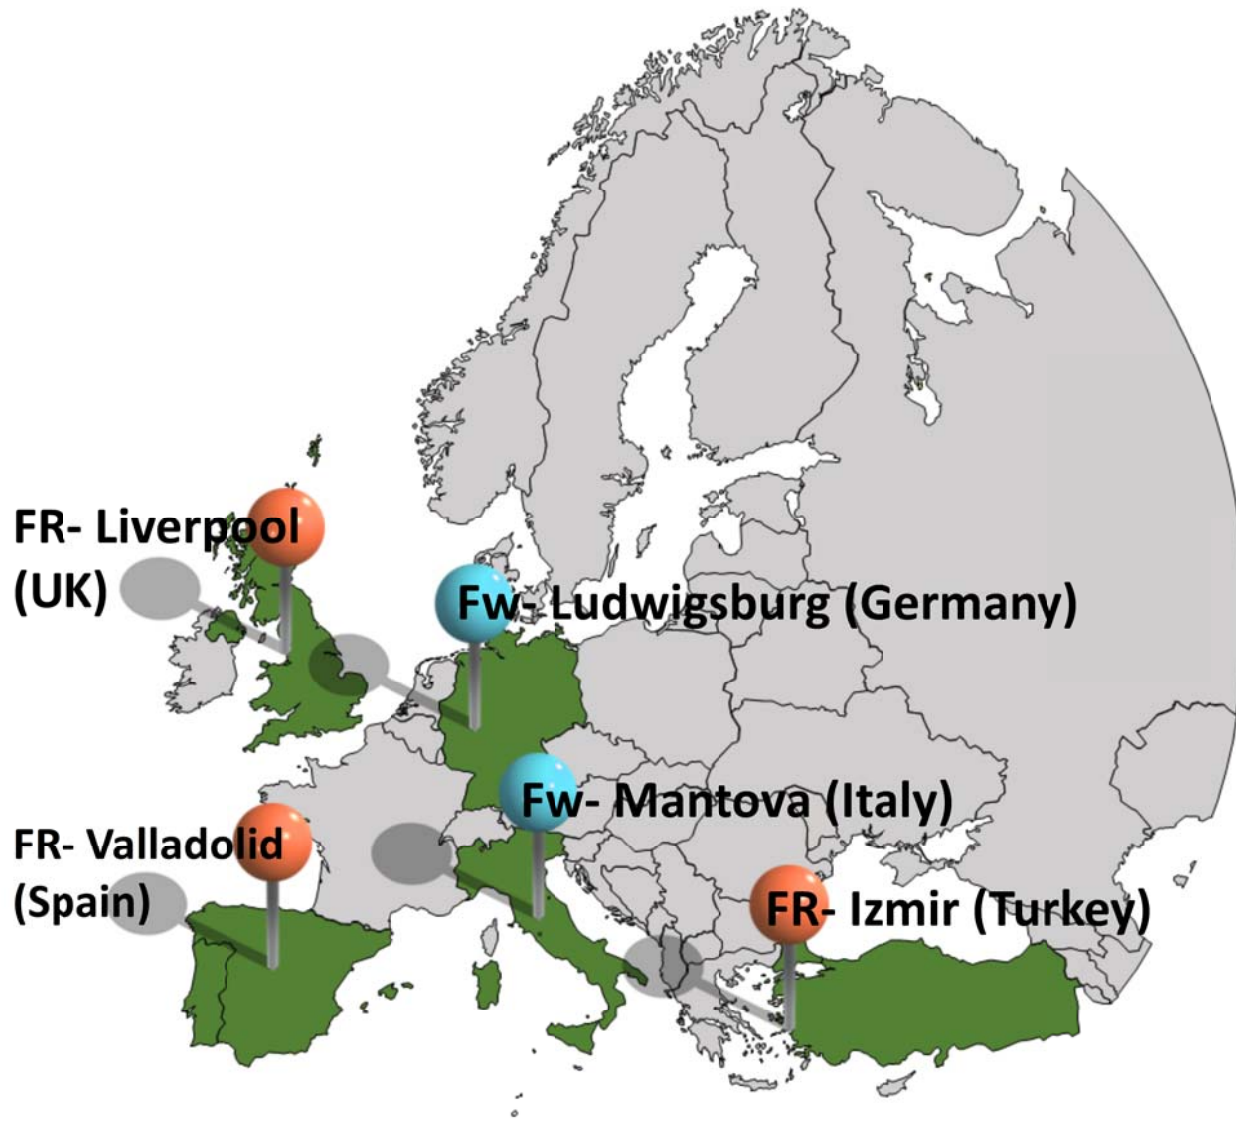 FR- Liverpool
(UK)
Fw- Ludwigsburg (Germany)
Fw- Mantova (Italy)
FR- Valladolid
(Spain)
FR- Izmir (Turkey)